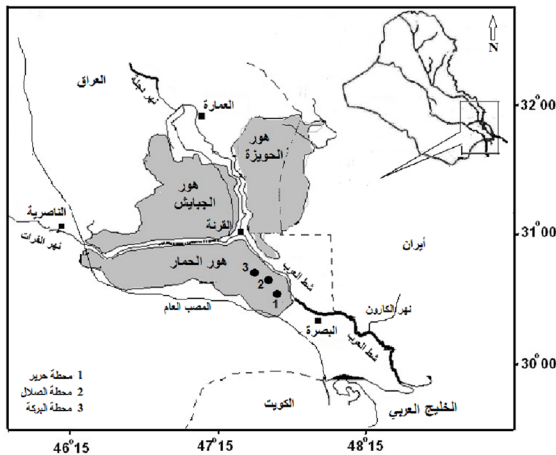 N
العراق
نهر دجلة
العمارة
32°00
هور
الحويزة
هور
الجبايش
الناصرية
القرنة
31°00
نهر الفرات
أيران
هور الحمار
3
2
1
شط العرب
المصب العام
نهر الكارون
البصرة
شط العرب
30°00
1 محطة حرير
2 محطة الصلال
3 محطة البركة
الكويت
الخليج العربي
46°15
47°15
48°15